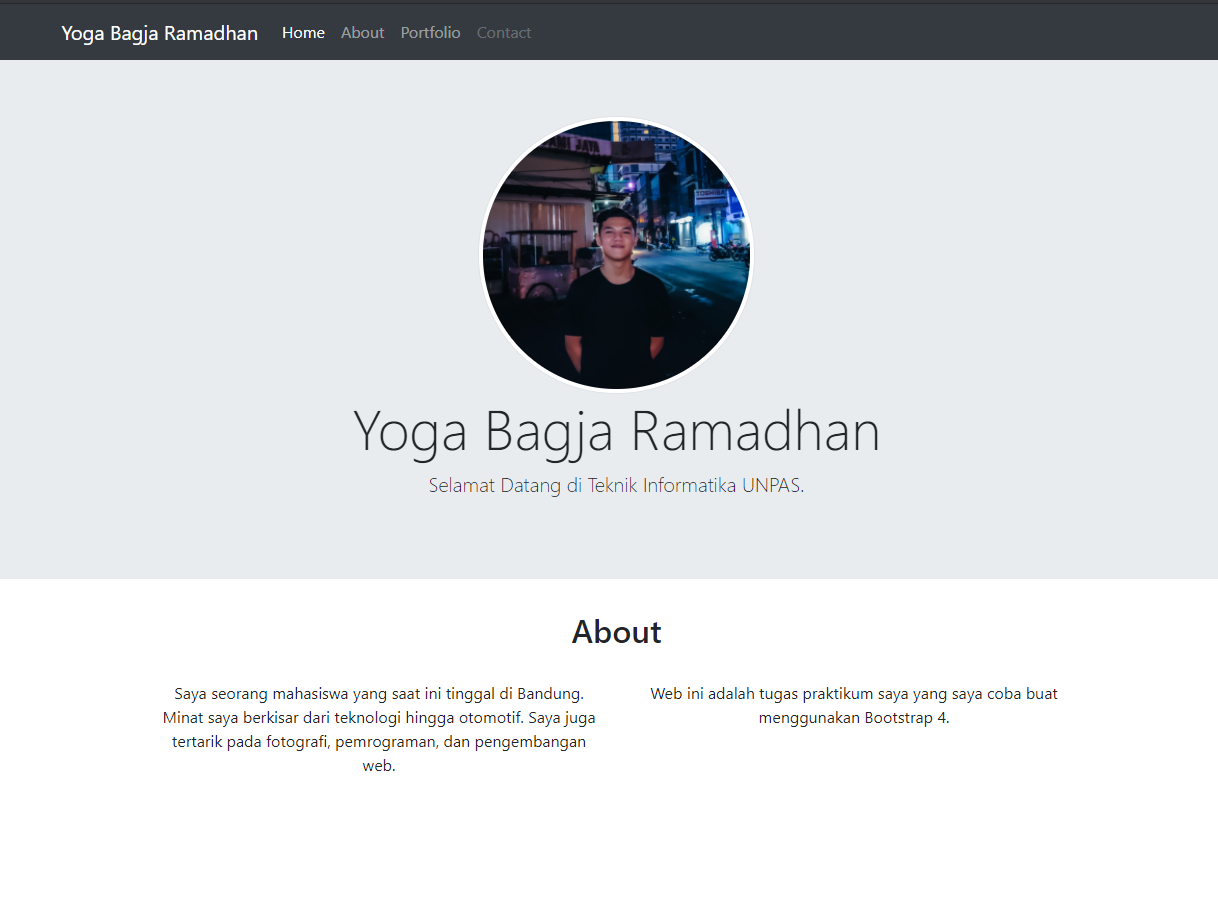 Yoga Bagja Ramadhan Home About Portfolio Contact
JAYA
TOSHIBA
Yoga Bagja Ramadhan
Selamat Datang di Teknik Informatika UNPAS.
About
Saya seorang mahasiswa yang saat ini tinggal di Bandung.
Minat saya berkisar dari teknologi hingga otomotif. Saya juga
tertarik pada fotografi, pemrograman, dan pengembangan
web.
Web ini adalah tugas praktikum saya yang saya coba buat
menggunakan Bootstrap 4.